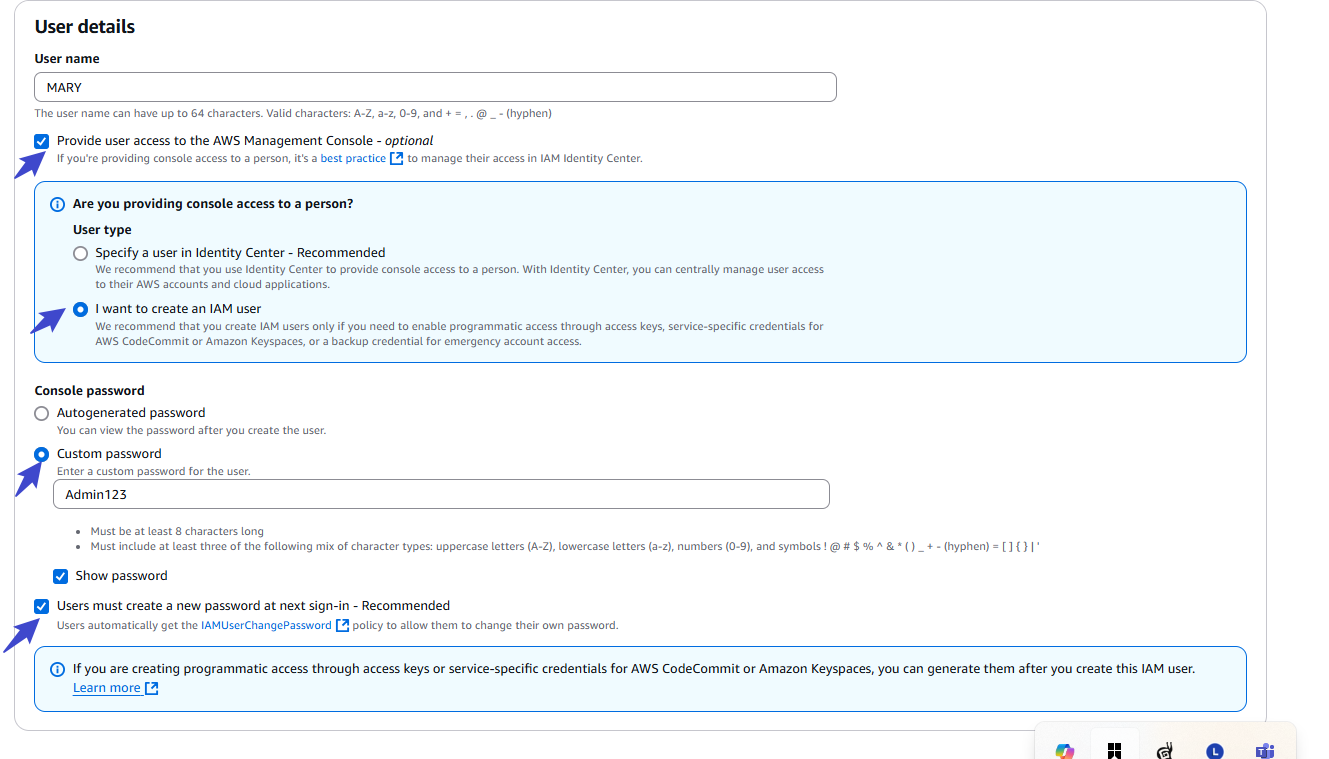 User details
User name
MARY
The user name can have up to 64 characters. Valid characters: A-Z, a-z, 0-9, and + = , . @ _ - (hyphen)
Provide user access to the AWS Management Console - optional
If you're providing console access to a person, it's a best practice to manage their access in IAM Identity Center.
Are you providing console access to a person?
User type
Specify a user in Identity Center - Recommended
We recommend that you use Identity Center to provide console access to a person. With Identity Center, you can centrally manage user access
to their AWS accounts and cloud applications.
I want to create an IAM user
We recommend that you create IAM users only if you need to enable programmatic access through access keys, service-specific credentials for
AWS CodeCommit or Amazon Keyspaces, or a backup credential for emergency account access.
Console password
Autogenerated password
You can view the password after you create the user.
Custom password
Enter a custom password for the user.
Admin123
• Must be at least 8 characters long
• Must include at least three of the following mix of character types: uppercase letters (A-Z), lowercase letters (a-z), numbers (0-9), and symbols ! @ # $ % ^ & * ( ) _ + - (hyphen) = [ ] { } | '
Show password
Users must create a new password at next sign-in - Recommended
Users automatically get the IAMUserChangePassword policy to allow them to change their own password.
If you are creating programmatic access through access keys or service-specific credentials for AWS CodeCommit or Amazon Keyspaces, you can generate them after you create this IAM user.
Learn more
L